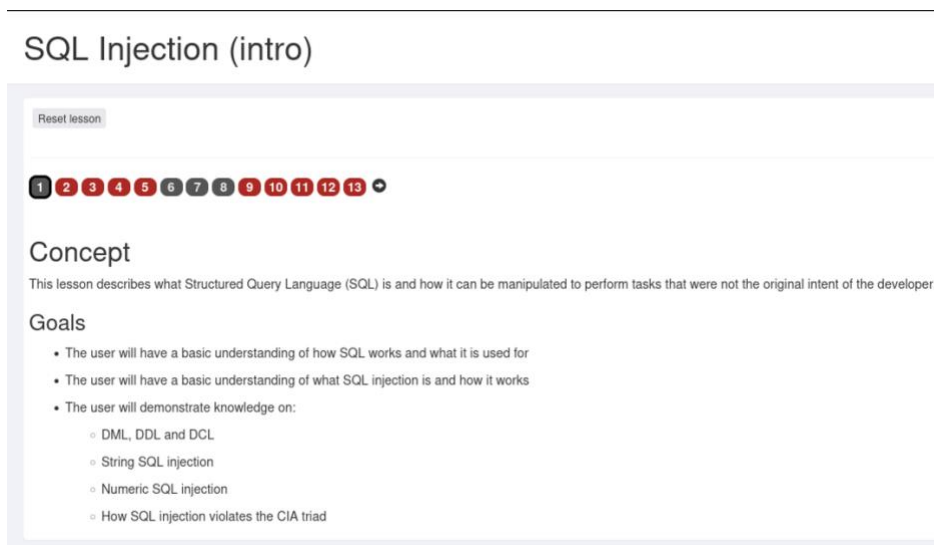 SQL Injection (intro)
Reset lesson
1 2 3 4 5 6 7 8 9 10 11 12 13
Concept
This lesson describes what Structured Query Language (SQL) is and how it can be manipulated to perform tasks that were not the original intent of the developer
Goals
• The user will have a basic understanding of how SQL works and what it is used for
• The user will have a basic understanding of what SQL injection is and how it works
• The user will demonstrate knowledge on:
◦ DML, DDL and DCL
◦ String SQL injection
◦ Numeric SQL injection
◦ How SQL injection violates the CIA triad